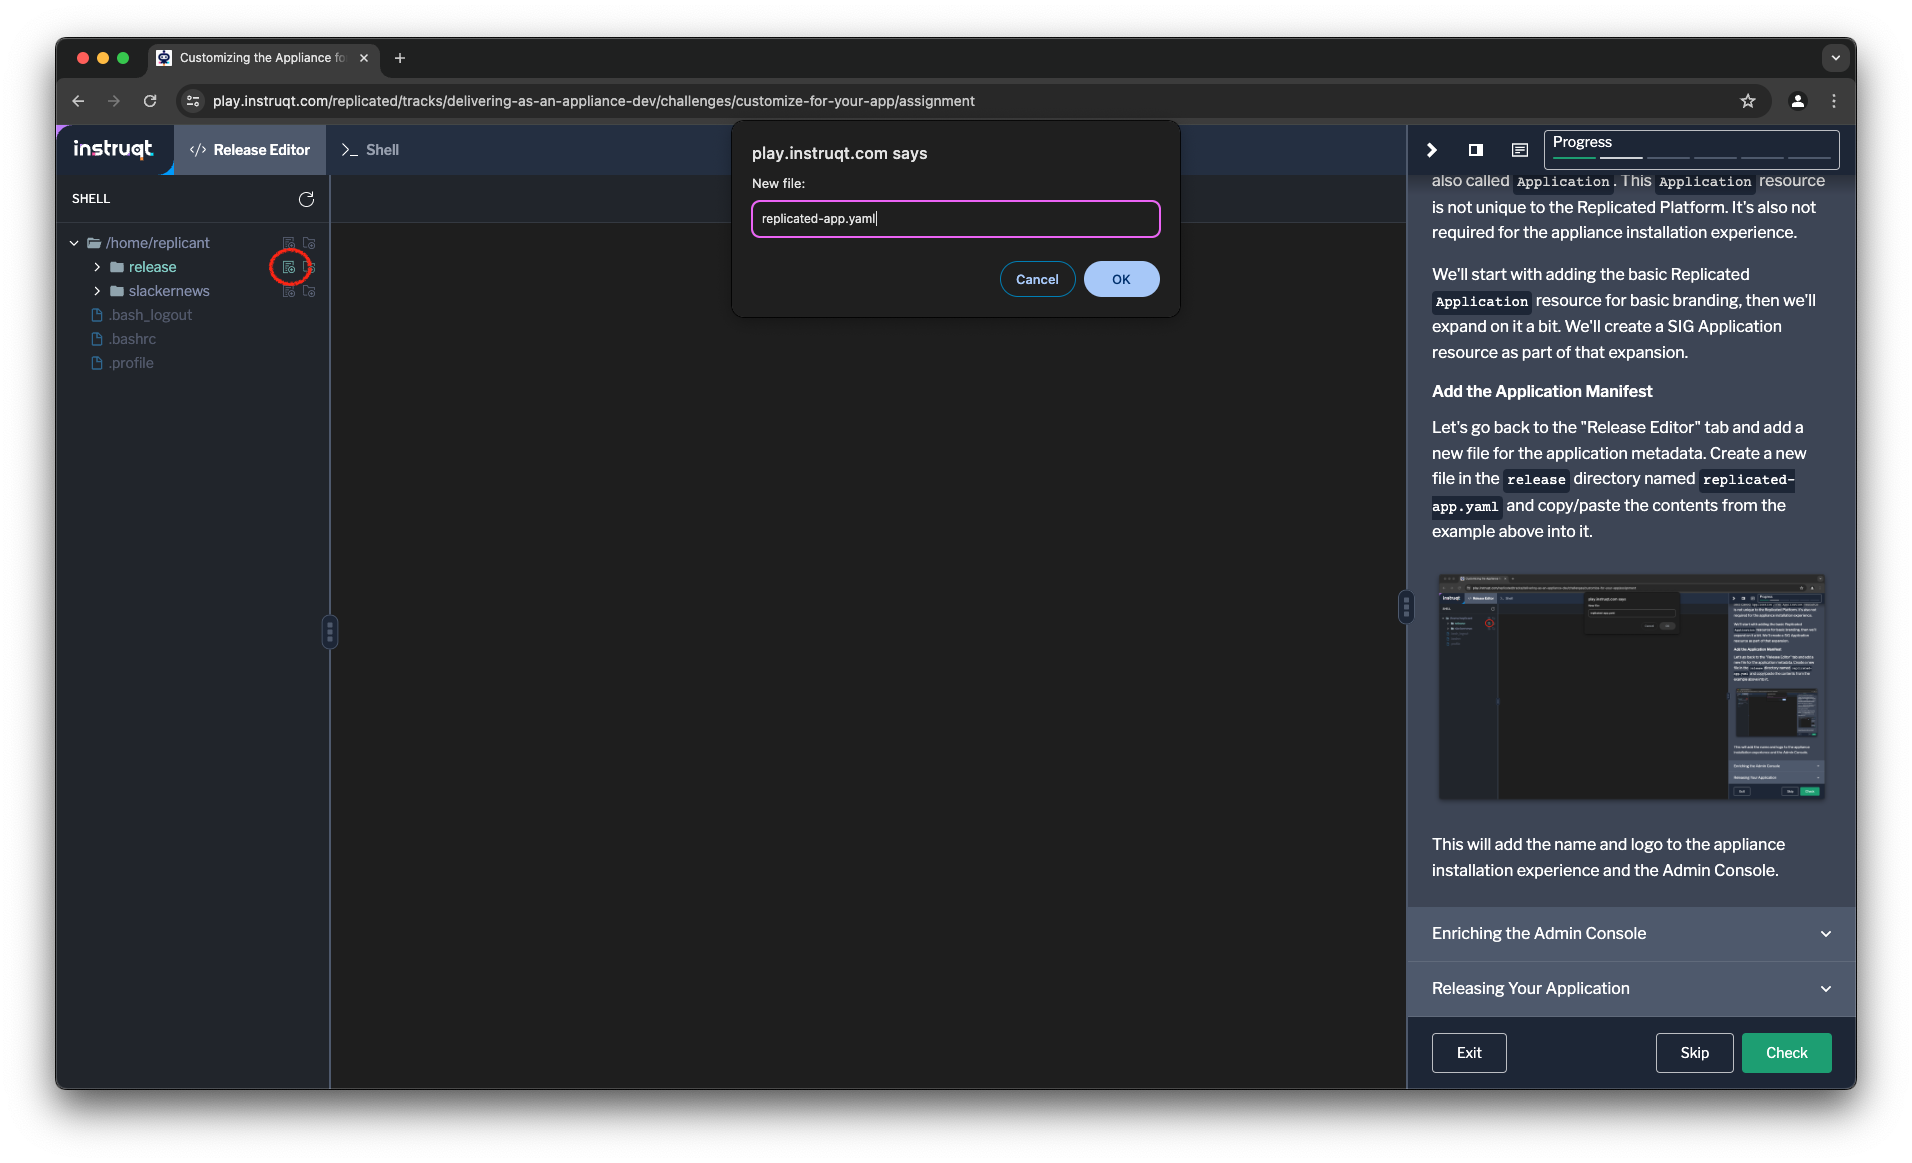 Customizing the Appliance fo
play.instruqt.com/replicated/tracks/delivering-as-an-appliance-dev/challenges/customize-for-your-app/assignment
instruqt
</> Release Editor
>_ Shell
SHELL
/home/replicant
release
slackernews
.bash_logout
.bashrc
.profile
play.instruqt.com says
New file:
replicated-app.yaml
Cancel
OK
Progress
also called Application. This Application resource
is not unique to the Replicated Platform. It's also not
required for the appliance installation experience.
We'll start with adding the basic Replicated
Application resource for basic branding, then we'll
expand on it a bit. We'll create a SIG Application
resource as part of that expansion.
Add the Application Manifest
Let's go back to the "Release Editor" tab and add a
new file for the application metadata. Create a new
file in the release directory named replicated-
app.yaml and copy/paste the contents from the
example above into it.
This will add the name and logo to the appliance
installation experience and the Admin Console.
Enriching the Admin Console
Releasing Your Application
Exit
Skip
Check